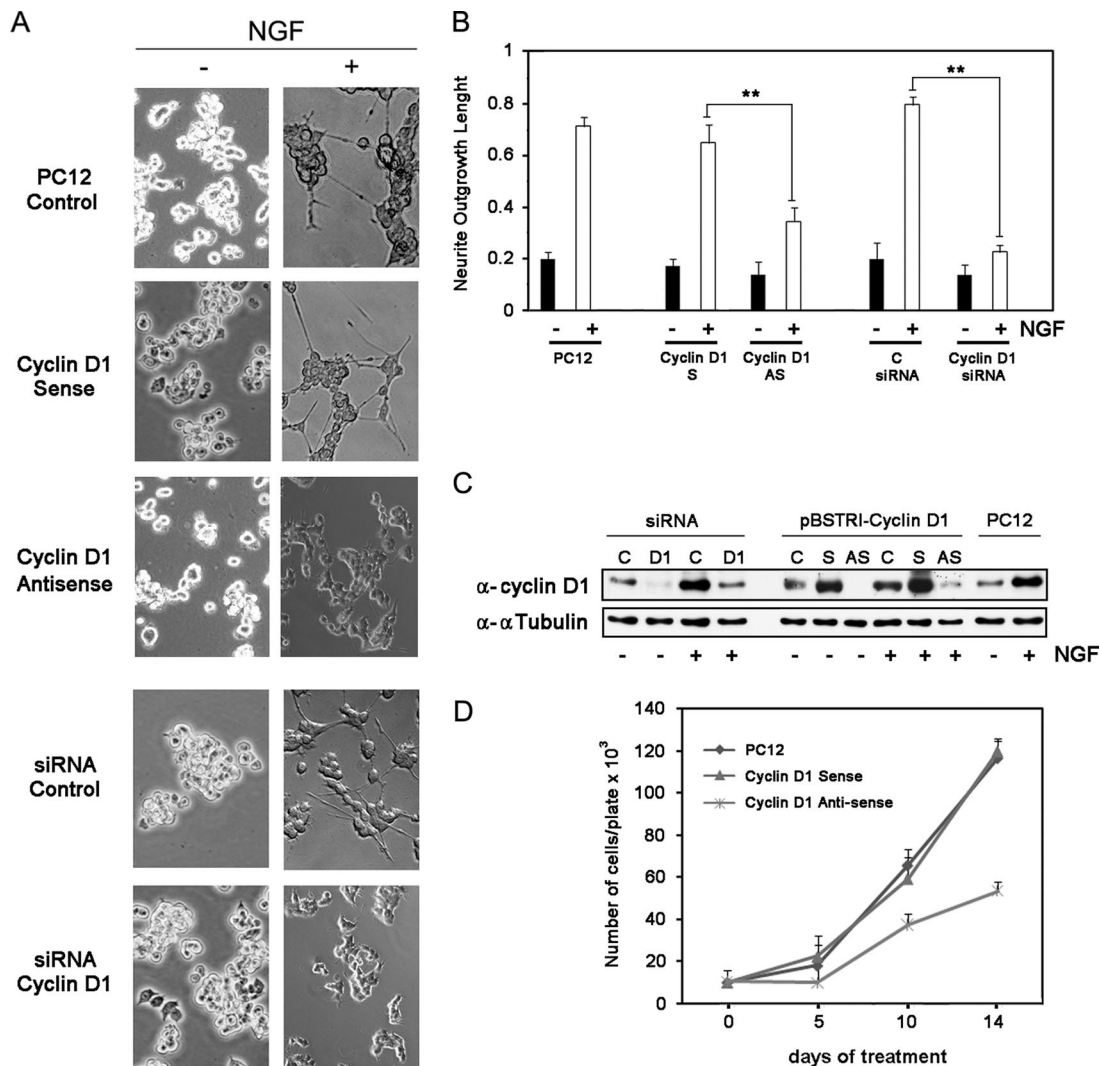 A
NGF
- +
PC12
Control
Cyclin D1
Sense
Cyclin D1
Antisense
siRNA
Control
siRNA
Cyclin D1
B
Neurite Outgrowth Lenght
1
0.8
0.6
0.4
0.2
0
** **
- + - + - + - + - + NGF
PC12 Cyclin D1 Cyclin D1 C Cyclin D1
S AS siRNA siRNA
C
siRNA pBSTRI-Cyclin D1 PC12
C D1 C D1 C S AS C S AS
α-cyclin D1
α-αTubulin
- - + + - - - + + + - + NGF
D
Number of cells/plate x 10³
140
120
100
80
60
40
20
0
PC12
Cyclin D1 Sense
Cyclin D1 Anti-sense
0 5 10 14
days of treatment